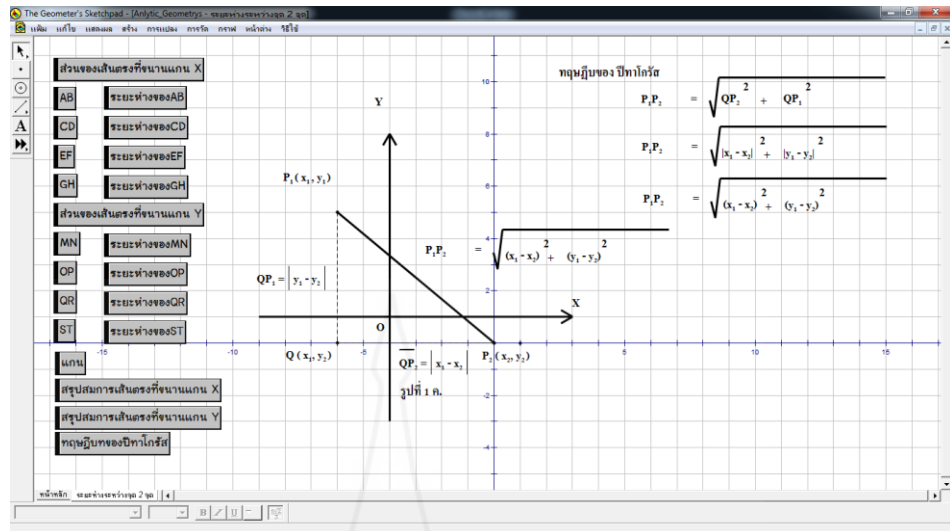 The Geometer's Sketchpad - [Anlytic_Geometrys - ระยะห่างระหว่างจุด 2 จุด]
แฟ้ม แก้ไข แสดงผล สร้าง การแปลง การวัด กราฟ หน้าต่าง วิธีใช้
ส่วนของเส้นตรงที่ขนานแกน X
AB ระยะห่างของAB
CD ระยะห่างของCD
EF ระยะห่างของEF
GH ระยะห่างของGH
ส่วนของเส้นตรงที่ขนานแกน Y
MN ระยะห่างของMN
OP ระยะห่างของOP
QR ระยะห่างของQR
ST ระยะห่างของST
แกน
สรุปสมการเส้นตรงที่ขนานแกน X
สรุปสมการเส้นตรงที่ขนานแกน Y
ทฤษฎีบทของปีทาโกรัส
ทฤษฎีบของ ปีทาโกรัส
P₁P₂ = √QP₂² + QP₁²
P₁P₂ = √|x₁ - x₂|² + |y₁ - y₂|²
P₁P₂ = √(x₁ - x₂)² + (y₁ - y₂)²
Y
P₁ ( x₁, y₁ )
P₁P₂ = √(x₁ - x₂)² + (y₁ - y₂)²
QP₁ = | y₁ - y₂ |
X
O
Q ( x₁, y₂ )
QP₂ = | x₁ - x₂ |
P₂ ( x₂, y₂ )
รูปที่ 1 ค.
10
8
6
4
2
-2
-4
-15 -10 -5 5 10 15
หน้าหลัก ระยะห่างระหว่างจุด 2 จุด
A
B I U